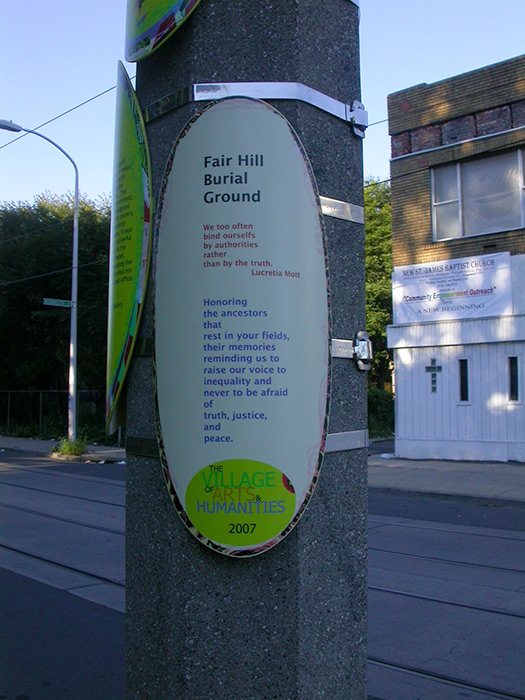 Fair Hill
Burial
Ground
We too often
bind ourselfs
by authorities
rather
than by the truth.
Lucretia Mott
Honoring
the ancestors
that
rest in your fields,
their memories
reminding us to
raise our voice to
inequality and
never to be afraid
of
truth, justice,
and
peace.
THE
VILLAGE
OF ARTS &
HUMANITIES
2007
NEW ST. JAMES BAPTIST CHURCH
"Community Empowerment Outreach"
A NEW BEGINNING